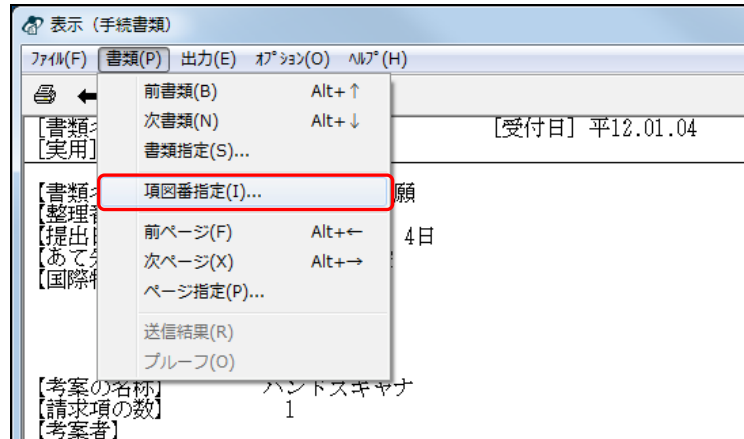 表示（手続書類）
ﾌｧｲﾙ(F) 書類(P) 出力(E) ｵﾌﾟｼｮﾝ(O) ﾍﾙﾌﾟ(H)
前書類(B) Alt+↑
次書類(N) Alt+↓
書類指定(S)...
項図番指定(I)...
前ページ(F) Alt+←
次ページ(X) Alt+→
ページ指定(P)...
送信結果(R)
プルーフ(O)
[書類 [受付日] 平12.01.04
[実用]
【書類 願
【整理
【提出 4日
【あて
【国際
【考案の名称】 ハンドスキャナ
【請求項の数】 1
【考案者】